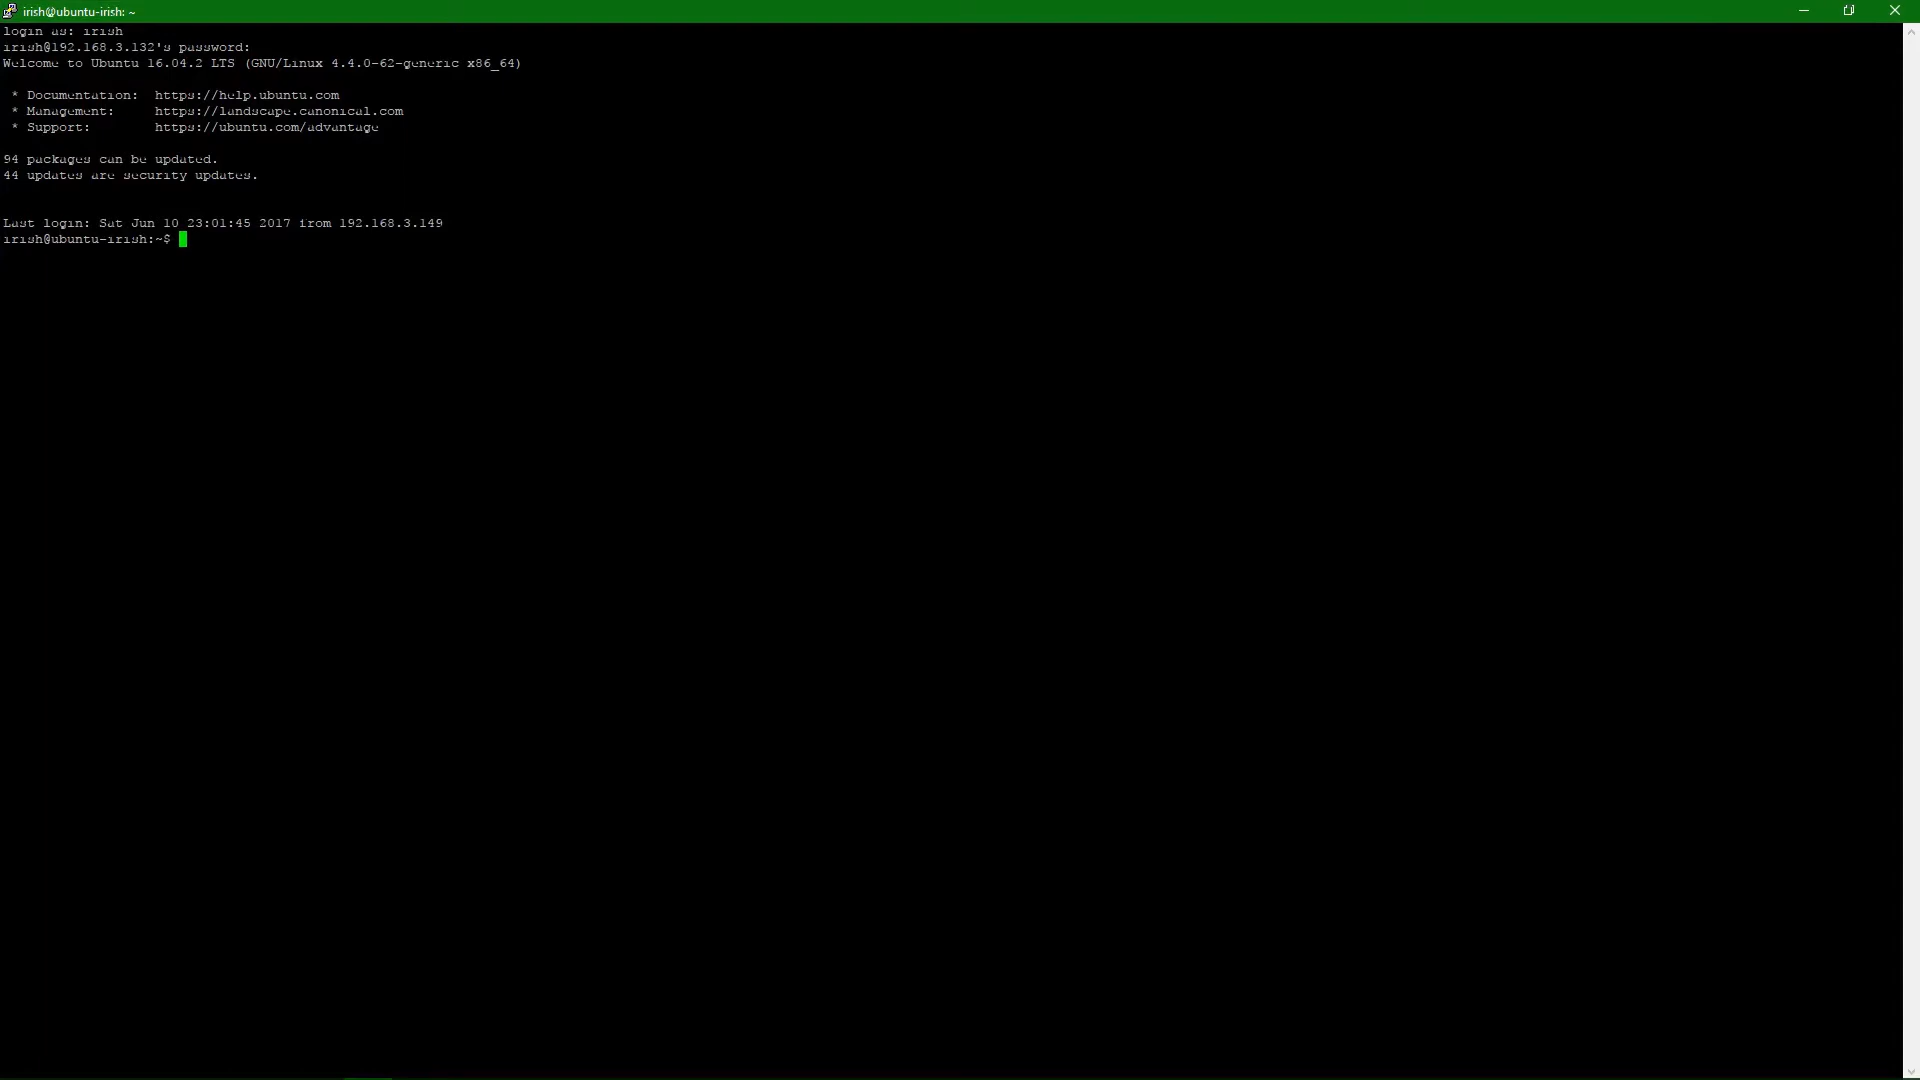 irish@ubuntu-irish: ~
login as: irish
irish@192.168.3.132's password:
Welcome to Ubuntu 16.04.2 LTS (GNU/Linux 4.4.0-62-generic x86_64)
* Documentation: https://help.ubuntu.com
* Management: https://landscape.canonical.com
* Support: https://ubuntu.com/advantage
94 packages can be updated.
44 updates are security updates.
Last login: Sat Jun 10 23:01:45 2017 from 192.168.3.149
irish@ubuntu-irish:~$